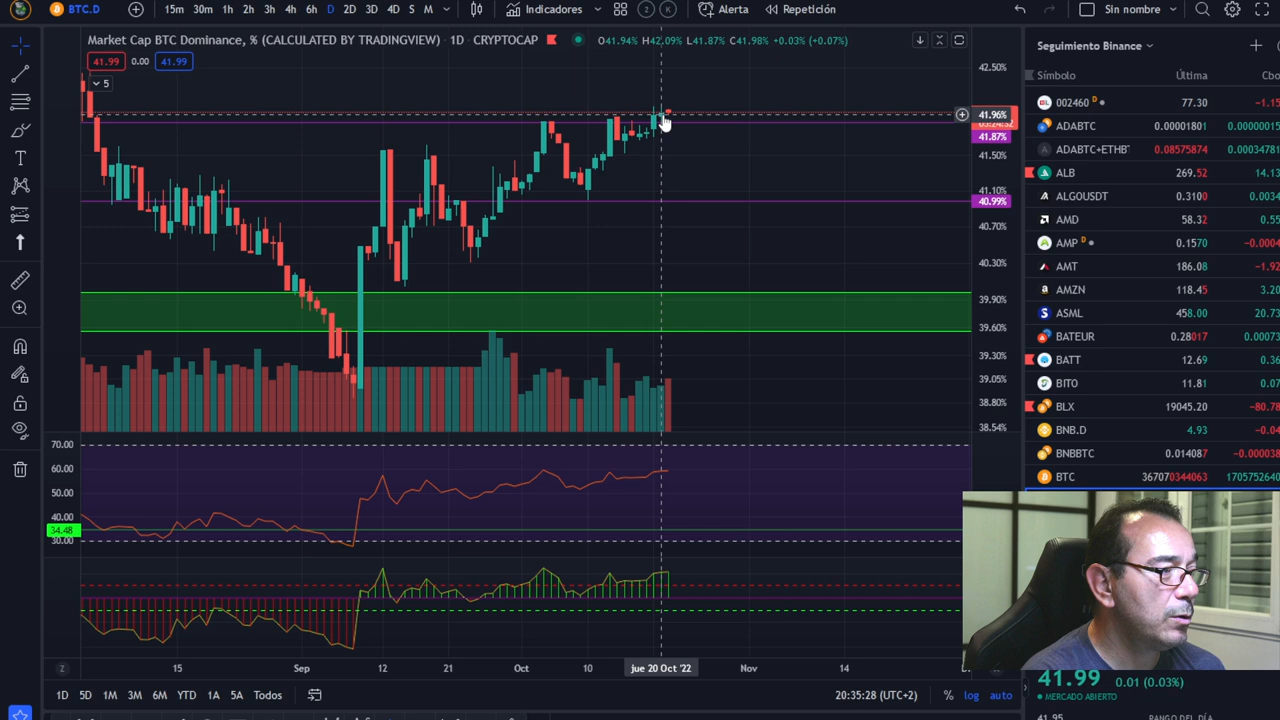 BTC.D 15m 30m 1h 2h 3h 4h 6h D 2D 3D 4D S M Indicadores 2 K Alerta Repetición Sin nombre
Market Cap BTC Dominance, % (CALCULATED BY TRADINGVIEW) · 1D · CRYPTOCAP O41.94% H42.09% L41.87% C41.98% +0.03 (+0.07%)
41.99 0.00 41.99
5
42.50%
41.96%
41.87%
41.50%
41.10%
40.99%
40.70%
40.30%
39.90%
39.60%
39.30%
39.05%
38.80%
38.54%
70.00
60.00
50.00
40.00
34.48
30.00
15 Sep 12 21 Oct 10 jue 20 Oct '22 Nov 14
Z
1D 5D 1M 3M 6M YTD 1A 5A Todos 20:35:28 (UTC+2) % log auto
Seguimiento Binance
Símbolo Última Cbo
002460 D 77.30 -1.15
ADABTC 0.00001801 0.00000015
ADABTC+ETHBT 0.08575874 0.00034781
ALB 269.52 14.13
ALGOUSDT 0.3100 0.0034
AMD 58.32 0.55
AMP D 0.1570 -0.0004
AMT 186.08 -1.92
AMZN 118.45 3.20
ASML 458.00 20.73
BATEUR 0.28017 0.00073
BATT 12.69 0.36
BITO 11.81 0.07
BLX 19045.20 -80.78
BNB.D 4.93 -0.04
BNBBTC 0.014087 -0.000038
BTC 367070344063 1705752640
41.99 0.01 (0.03%)
MERCADO ABIERTO
41.95 RANGO DEL DÍA